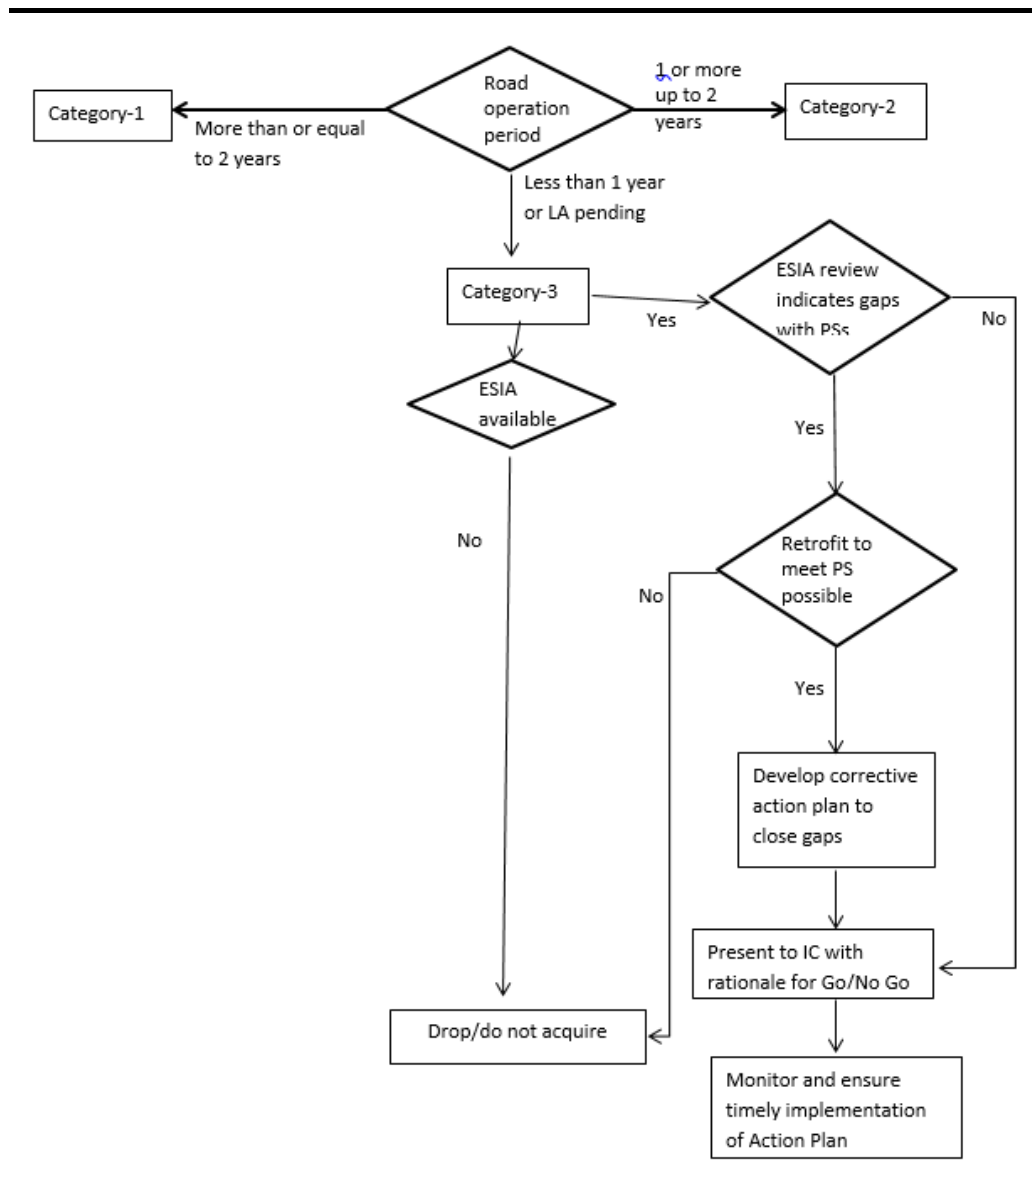 Road
operation
period
1 or more
up to 2
years
Category-1
Category-2
More than or equal
to 2 years
Less than 1 year
or LA pending
Category-3
Yes
ESIA review
indicates gaps
with PSs
No
ESIA
available
Yes
No
Retrofit to
meet PS
possible
No
Yes
Develop corrective
action plan to
close gaps
Present to IC with
rationale for Go/No Go
Drop/do not acquire
Monitor and ensure
timely implementation
of Action Plan